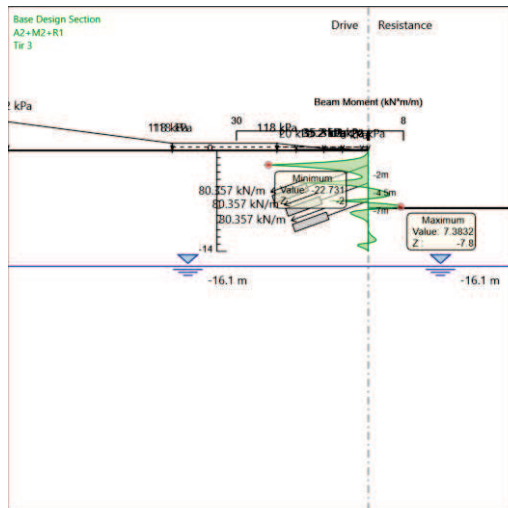 Base Design Section
A2+M2+R1
Tir 3
Drive
Resistance
2 kPa
Beam Moment (kN*m/m)
30
8
118 kPa
0
-2m
Minimum
Value: -22.731
Z : -2
80.357 kN/m
80.357 kN/m
80.357 kN/m
-4.5m
-7m
Maximum
Value: 7.3832
Z : -7.8
-14
-16.1 m
-16.1 m